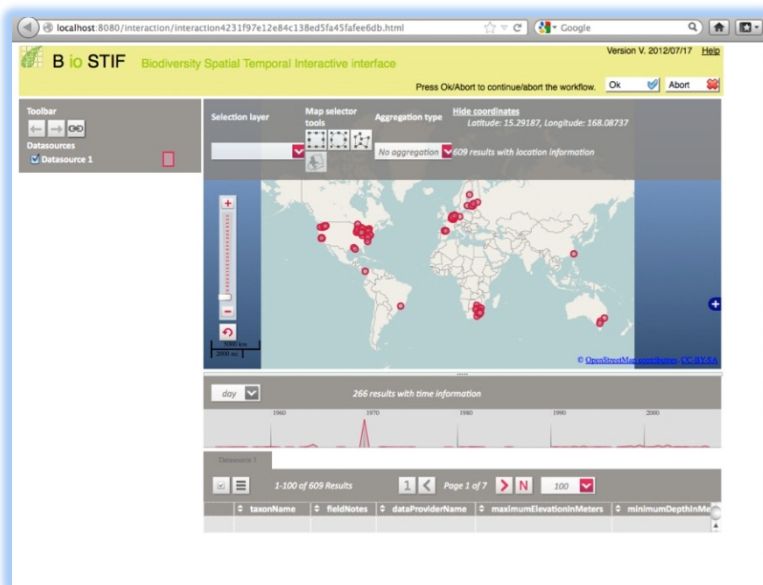 localhost:8080/interaction/interaction4231f97e12e84c138ed5fa45fafee6db.html
Google
B io STIF Biodiversity Spatial Temporal Interactive interface
Version V. 2012/07/17 Help
Press Ok/Abort to continue/abort the workflow. Ok Abort
Toolbar
Datasources
Datasource 1
Selection layer
Map selector tools
Aggregation type
No aggregation
Hide coordinates
Latitude: 15.29187, Longitude: 168.08737
609 results with location information
+
−
5000 km
2000 mi
+
© OpenStreetMap contributors, CC-BY-SA
day 266 results with time information
1960 1970 1980 1990 2000
Datasource 1
1-100 of 609 Results 1 Page 1 of 7 N 100
taxonName fieldNotes dataProviderName maximumElevationInMeters minimumDepthInMe